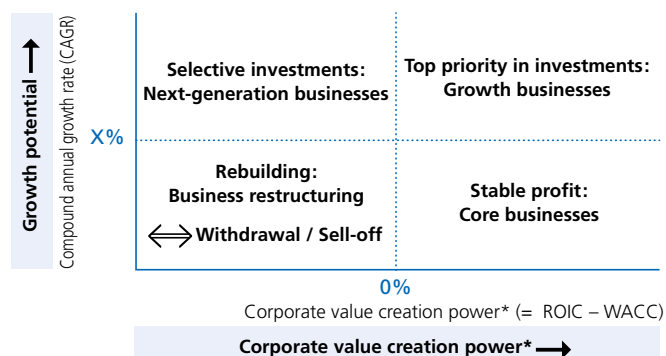 Growth potential →
Compound annual growth rate (CAGR)
Selective investments:
Next-generation businesses
Top priority in investments:
Growth businesses
X%
Rebuilding:
Business restructuring
⇔ Withdrawal / Sell-off
Stable profit:
Core businesses
0%
Corporate value creation power* (= ROIC – WACC)
Corporate value creation power* →